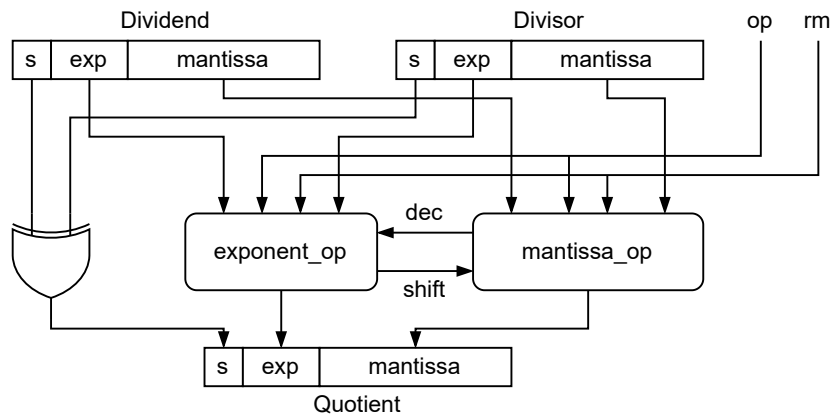 Dividend Divisor op rm
s exp mantissa s exp mantissa
dec
exponent_op mantissa_op
shift
s exp mantissa
Quotient